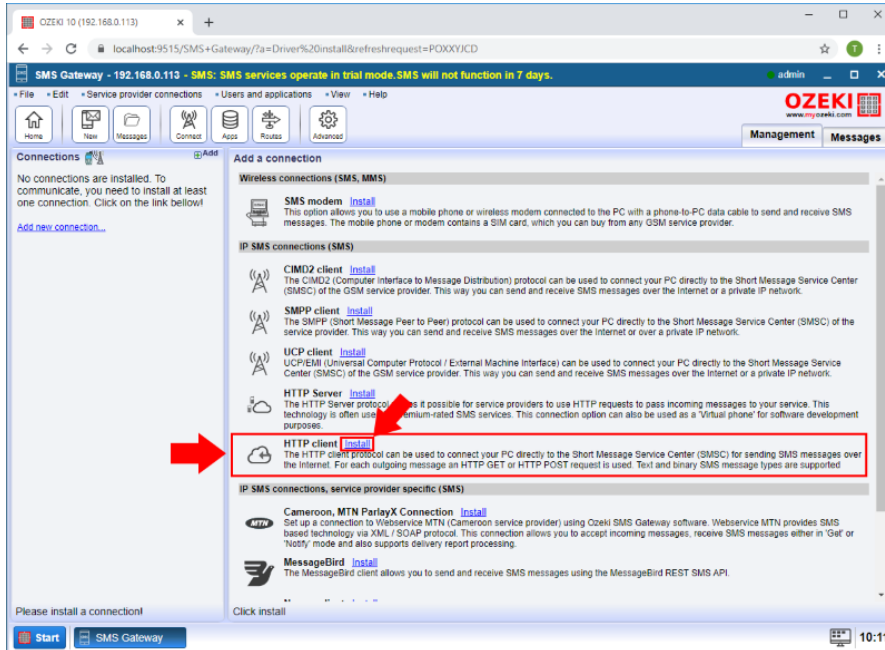 OZEKI 10 (192.168.0.113)
localhost:9515/SMS+Gateway/?a=Driver%20install&refreshrequest=POXXYJCD
T
SMS Gateway - 192.168.0.113 - SMS: SMS services operate in trial mode.SMS will not function in 7 days.
admin
File Edit Service provider connections Users and applications View Help
OZEKI
www.myozeki.com
Home New Messages Connect Apps Routes Advanced
Management Messages
Connections Add
No connections are installed. To
communicate, you need to install at least
one connection. Click on the link bellow!
Add new connection...
Please install a connection!
Add a connection
Wireless connections (SMS, MMS)
SMS modem Install
This option allows you to use a mobile phone or wireless modem connected to the PC with a phone-to-PC data cable to send and receive SMS
messages. The mobile phone or modem contains a SIM card, which you can buy from any GSM service provider.
IP SMS connections (SMS)
CIMD2 client Install
The CIMD2 (Computer Interface to Message Distribution) protocol can be used to connect your PC directly to the Short Message Service Center
(SMSC) of the GSM service provider. This way you can send and receive SMS messages over the Internet or a private IP network.
SMPP client Install
The SMPP (Short Message Peer to Peer) protocol can be used to connect your PC directly to the Short Message Service Center (SMSC) of the
service provider. This way you can send and receive SMS messages over the Internet or over a private IP network.
UCP client Install
UCP/EMI (Universal Computer Protocol / External Machine Interface) can be used to connect your PC directly to the Short Message Service
Center (SMSC) of the GSM service provider. This way you can send and receive SMS messages over the Internet or a private IP network.
HTTP Server Install
The HTTP Server protocol it possible for service providers to use HTTP requests to pass incoming messages to your service. This
technology is often premium-rated SMS services. This connection option can also be used as a 'Virtual phone' for software development
purposes.
HTTP client Install
The HTTP client protocol can be used to connect your PC directly to the Short Message Service Center (SMSC) for sending SMS messages over
the Internet. For each outgoing message an HTTP GET or HTTP POST request is used. Text and binary SMS message types are supported
IP SMS connections, service provider specific (SMS)
MTN
Cameroon, MTN ParlayX Connection Install
Set up a connection to Webservice MTN (Cameroon service provider) using Ozeki SMS Gateway software. Webservice MTN provides SMS
based technology via XML / SOAP protocol. This connection allows you to accept incoming messages, receive SMS messages either in 'Get' or
'Notify' mode and also supports delivery report processing.
MessageBird Install
The MessageBird client allows you to send and receive SMS messages using the MessageBird REST SMS API.
Click install
Start SMS Gateway